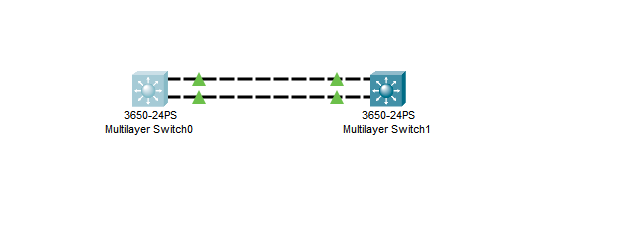 3650-24PS
Multilayer Switch0
3650-24PS
Multilayer Switch1